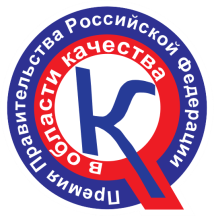 Премия Правительства Российской Федерации
в области качества
К